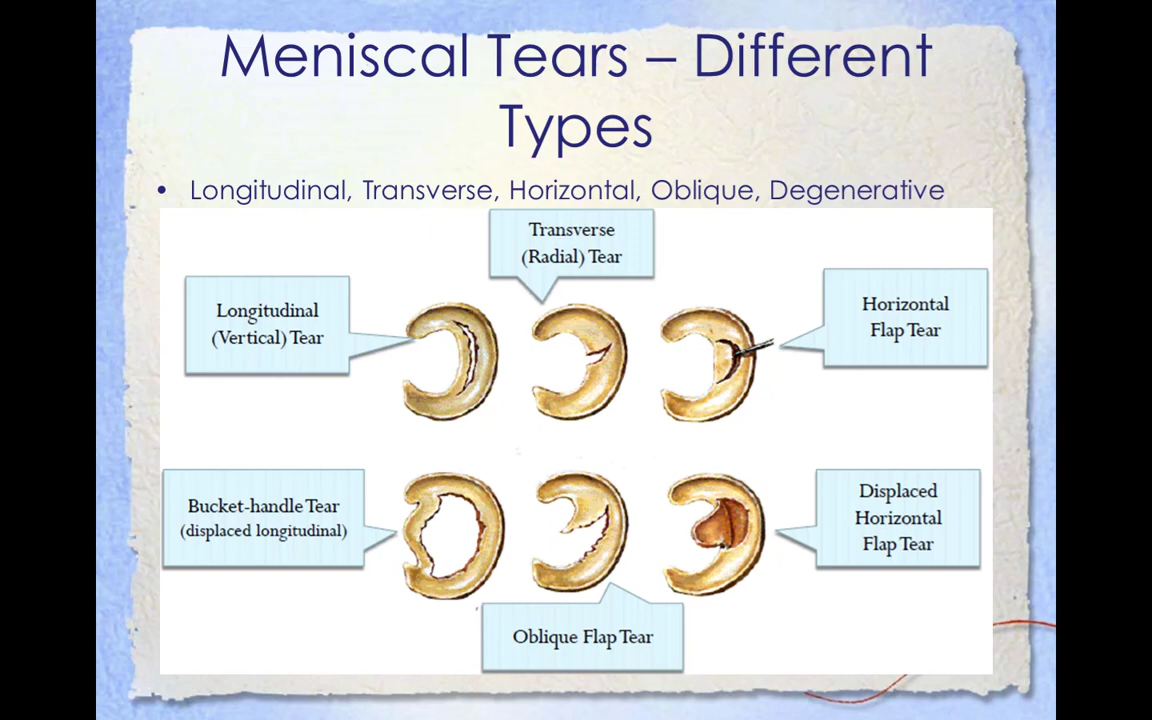 Meniscal Tears – Different
Types
• Longitudinal, Transverse, Horizontal, Oblique, Degenerative
Transverse
(Radial) Tear
Longitudinal
(Vertical) Tear
Horizontal
Flap Tear
Bucket-handle Tear
(displaced longitudinal)
Displaced
Horizontal
Flap Tear
Oblique Flap Tear